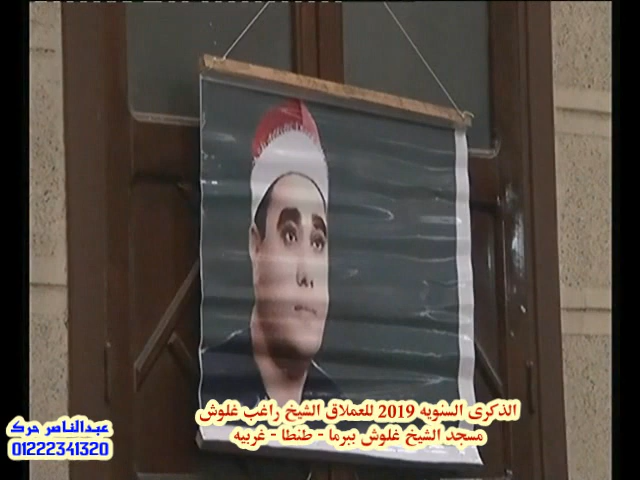 الذكرى السنويه 2019 للعملاق الشيخ راغب غلوش
مسجد الشيخ غلوش ببرما - طنطا - غربيه
عبدالناصر حرك
01222341320